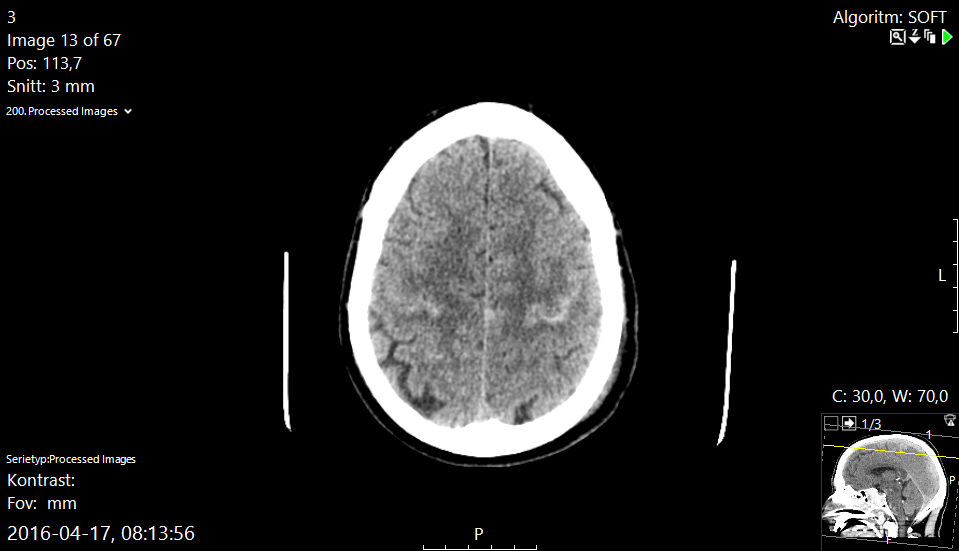 3
Image 13 of 67
Pos: 113,7
Snitt: 3 mm
200. Processed Images
Algoritm: SOFT
L
C: 30,0, W: 70,0
1/3
1
P
F
Serietyp:Processed Images
Kontrast:
Fov: mm
2016-04-17, 08:13:56
P